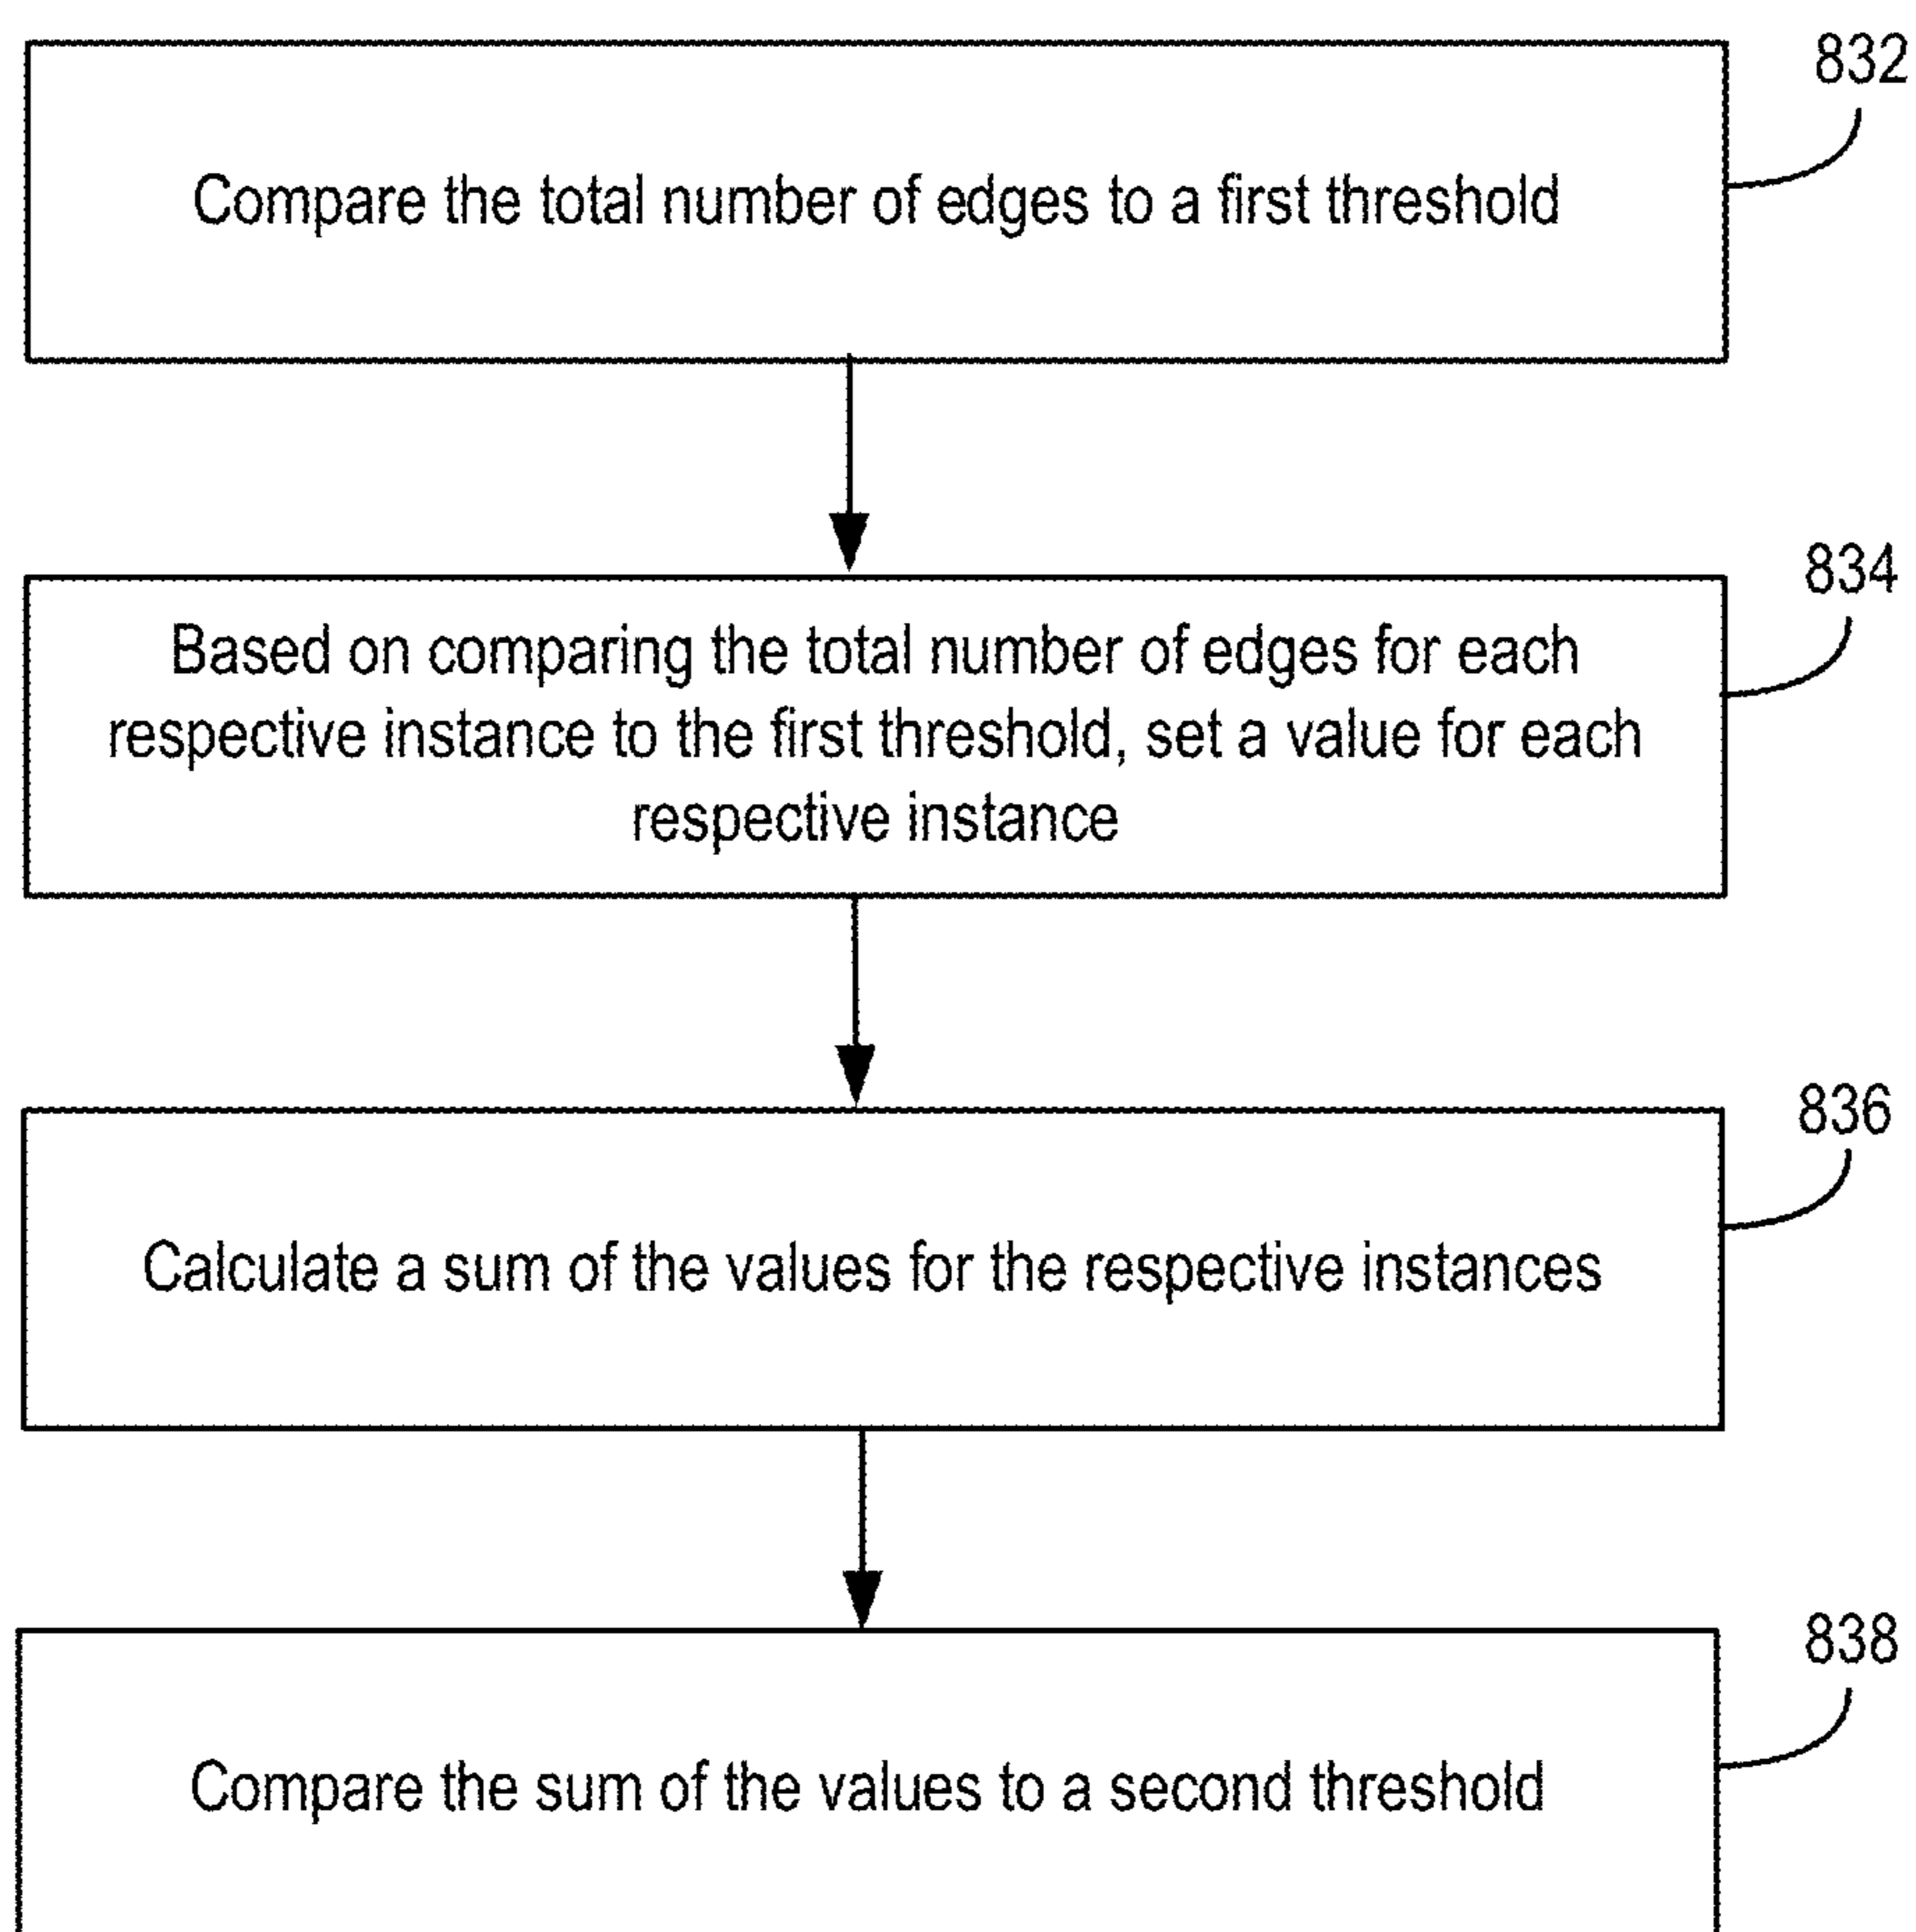 832
Compare the total number of edges to a first threshold
834
Based on comparing the total number of edges for each
respective instance to the first threshold, set a value for each
respective instance
836
Calculate a sum of the values for the respective instances
838
Compare the sum of the values to a second threshold